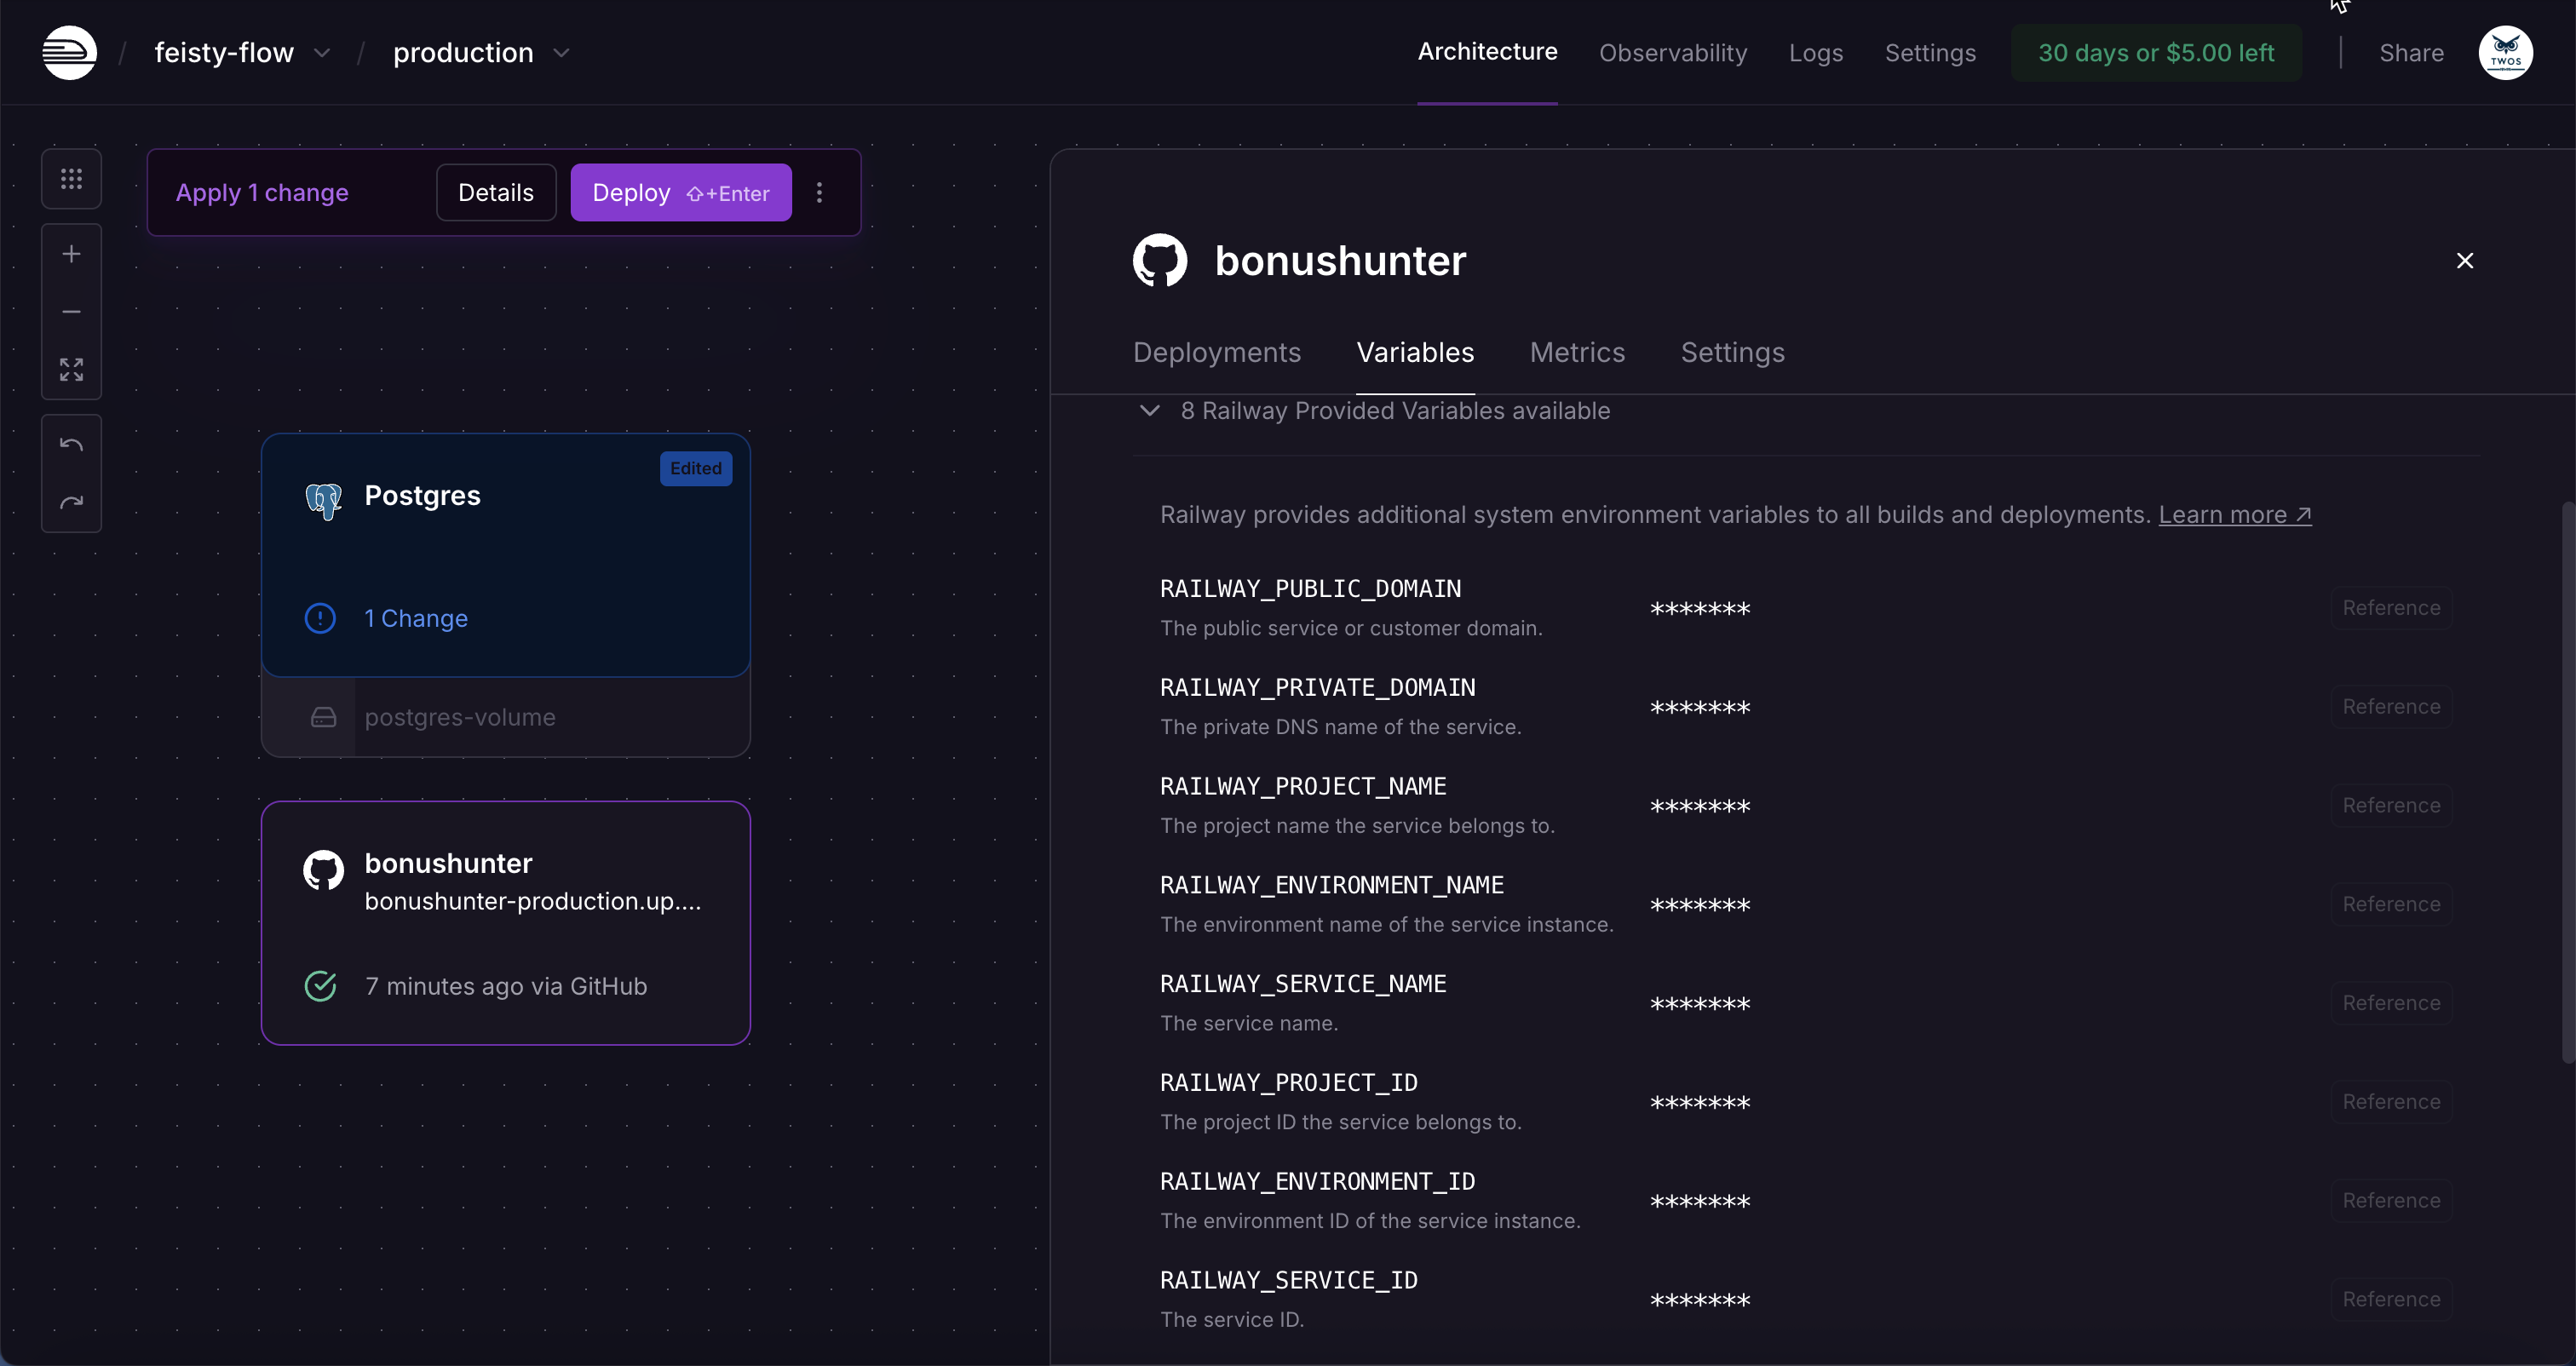 / feisty-flow / production
Architecture Observability Logs Settings 30 days or $5.00 left Share
TWOS
Apply 1 change Details Deploy ⇧+Enter
Postgres
Edited
1 Change
postgres-volume
bonushunter
bonushunter-production.up....
7 minutes ago via GitHub
bonushunter
Deployments Variables Metrics Settings
8 Railway Provided Variables available
Railway provides additional system environment variables to all builds and deployments. Learn more ↗
RAILWAY_PUBLIC_DOMAIN
The public service or customer domain.
******* Reference
RAILWAY_PRIVATE_DOMAIN
The private DNS name of the service.
******* Reference
RAILWAY_PROJECT_NAME
The project name the service belongs to.
******* Reference
RAILWAY_ENVIRONMENT_NAME
The environment name of the service instance.
******* Reference
RAILWAY_SERVICE_NAME
The service name.
******* Reference
RAILWAY_PROJECT_ID
The project ID the service belongs to.
******* Reference
RAILWAY_ENVIRONMENT_ID
The environment ID of the service instance.
******* Reference
RAILWAY_SERVICE_ID
The service ID.
******* Reference